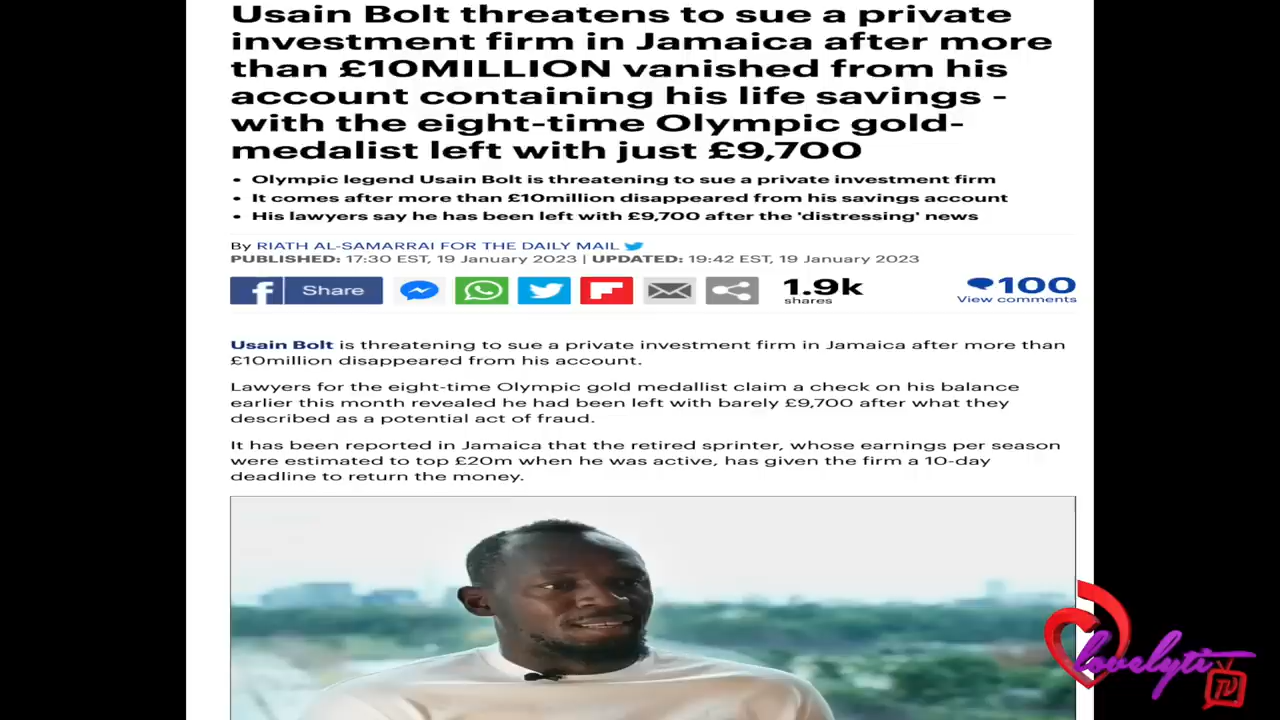 Usain Bolt threatens to sue a private
investment firm in Jamaica after more
than £10MILLION vanished from his
account containing his life savings -
with the eight-time Olympic gold-
medalist left with just £9,700
• Olympic legend Usain Bolt is threatening to sue a private investment firm
• It comes after more than £10million disappeared from his savings account
• His lawyers say he has been left with £9,700 after the 'distressing' news
By RIATH AL-SAMARRAI FOR THE DAILY MAIL
PUBLISHED: 17:30 EST, 19 January 2023 | UPDATED: 19:42 EST, 19 January 2023
f Share 1.9k shares 100 View comments
Usain Bolt is threatening to sue a private investment firm in Jamaica after more than
£10million disappeared from his account.
Lawyers for the eight-time Olympic gold medallist claim a check on his balance
earlier this month revealed he had been left with barely £9,700 after what they
described as a potential act of fraud.
It has been reported in Jamaica that the retired sprinter, whose earnings per season
were estimated to top £20m when he was active, has given the firm a 10-day
deadline to return the money.
lovelyti
TV